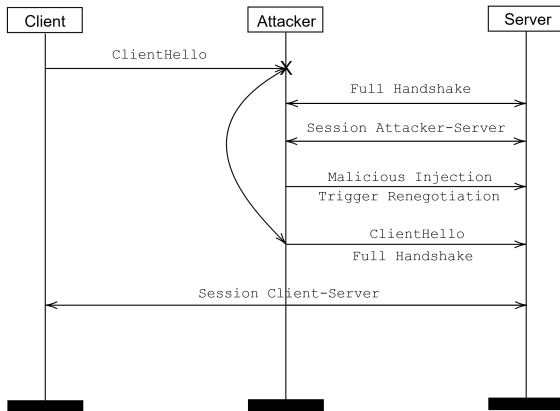 Client
Attacker
Server
ClientHello
X
Full Handshake
Session Attacker-Server
Malicious Injection
Trigger Renegotiation
ClientHello
Full Handshake
Session Client-Server